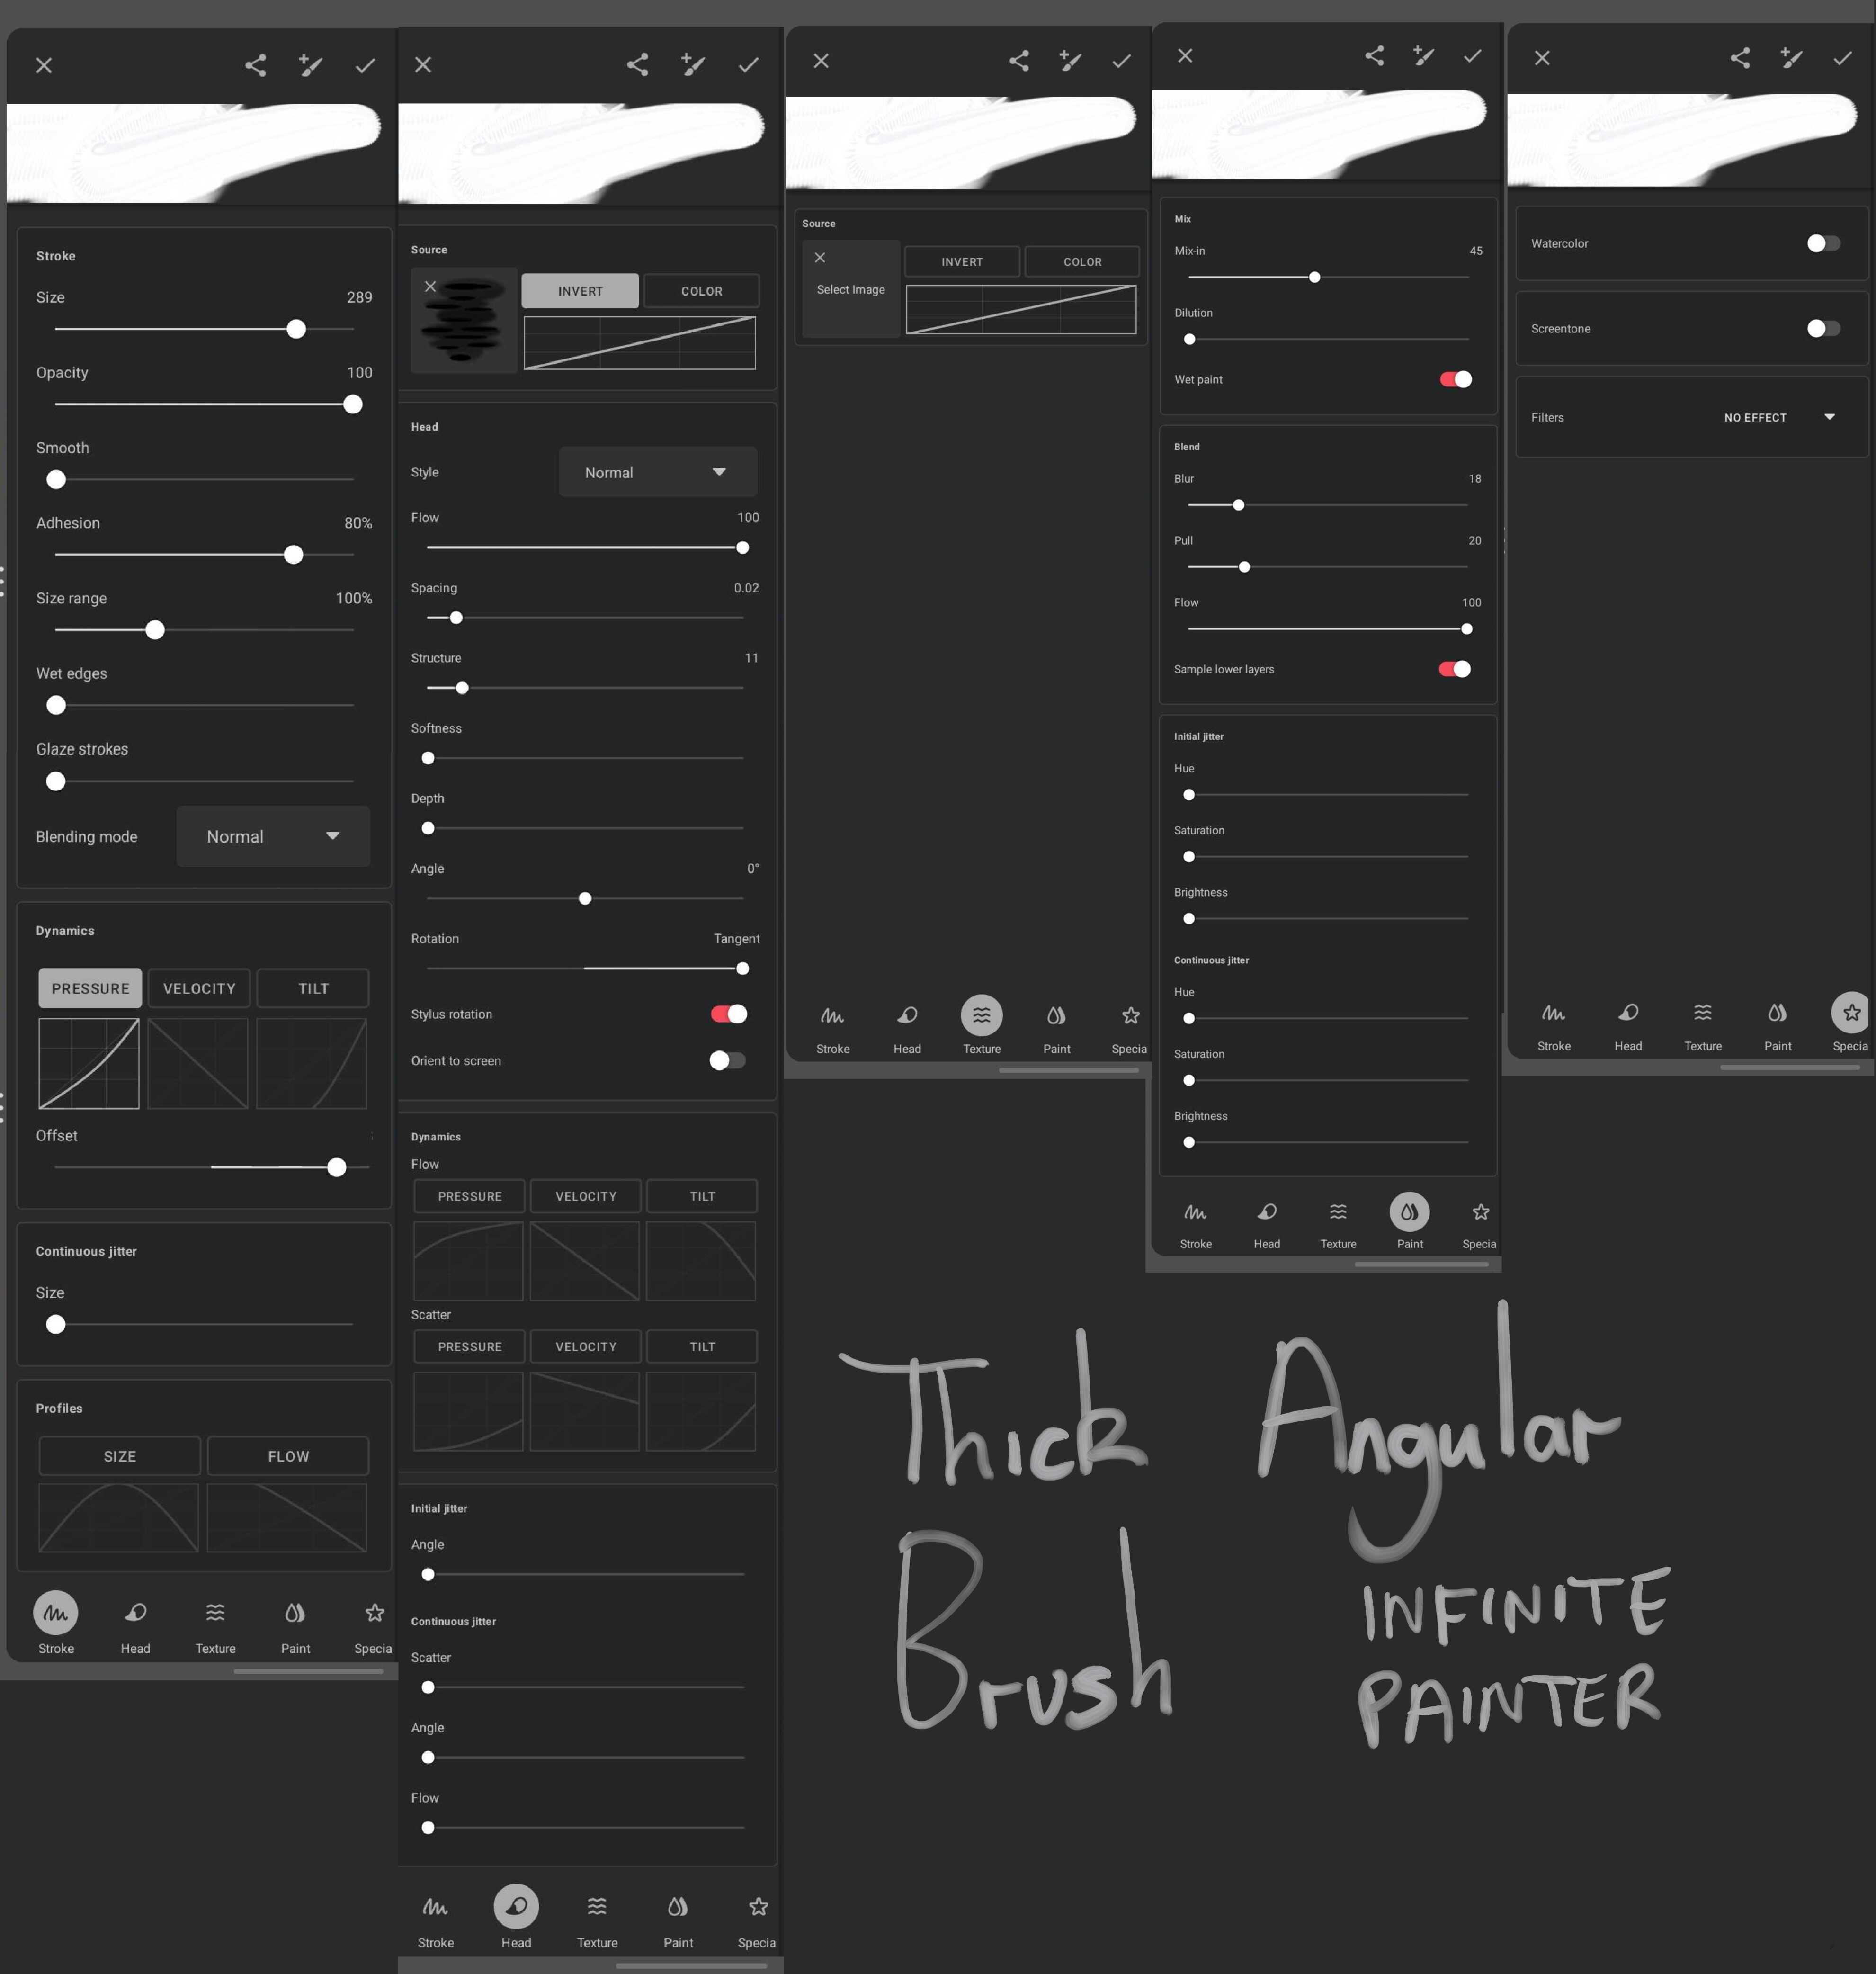 Stroke
Size 289
Opacity 100
Smooth
Adhesion 80%
Size range 100%
Wet edges
Glaze strokes
Blending mode Normal
Dynamics
PRESSURE VELOCITY TILT
Offset
Continuous jitter
Size
Profiles
SIZE FLOW
Stroke Head Texture Paint Specia
Source
INVERT COLOR
Head
Style Normal
Flow 100
Spacing 0.02
Structure 11
Softness
Depth
Angle 0°
Rotation Tangent
Stylus rotation
Orient to screen
Dynamics
Flow
PRESSURE VELOCITY TILT
Scatter
PRESSURE VELOCITY TILT
Initial jitter
Angle
Continuous jitter
Scatter
Angle
Flow
Stroke Head Texture Paint Specia
Source
Select Image INVERT COLOR
Stroke Head Texture Paint Specia
Mix
Mix-in 45
Dilution
Wet paint
Blend
Blur 18
Pull 20
Flow 100
Sample lower layers
Initial jitter
Hue
Saturation
Brightness
Continuous jitter
Hue
Saturation
Brightness
Stroke Head Texture Paint Specia
Watercolor
Screentone
Filters NO EFFECT
Stroke Head Texture Paint Specia
Thick Angular
Brush
INFINITE
PAINTER